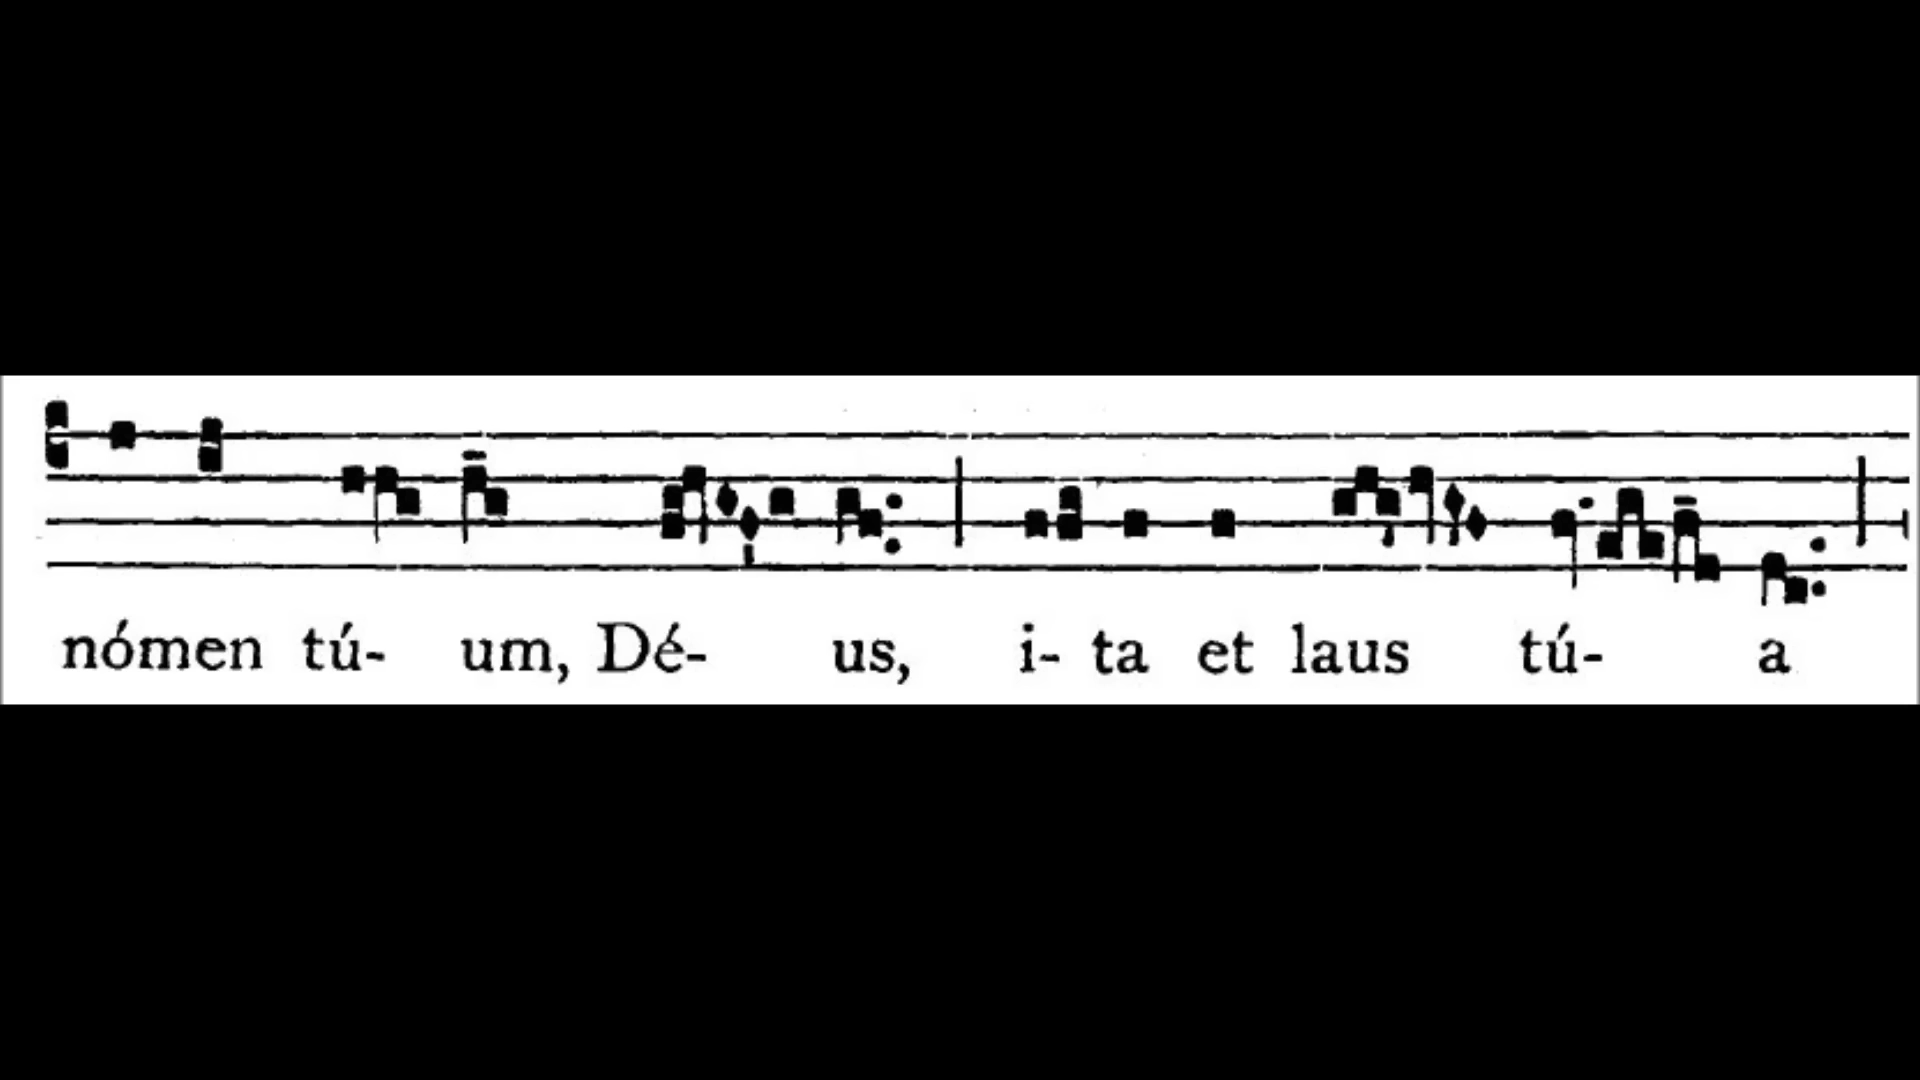 nómen tú- um, Dé- us, i- ta et laus tú- a